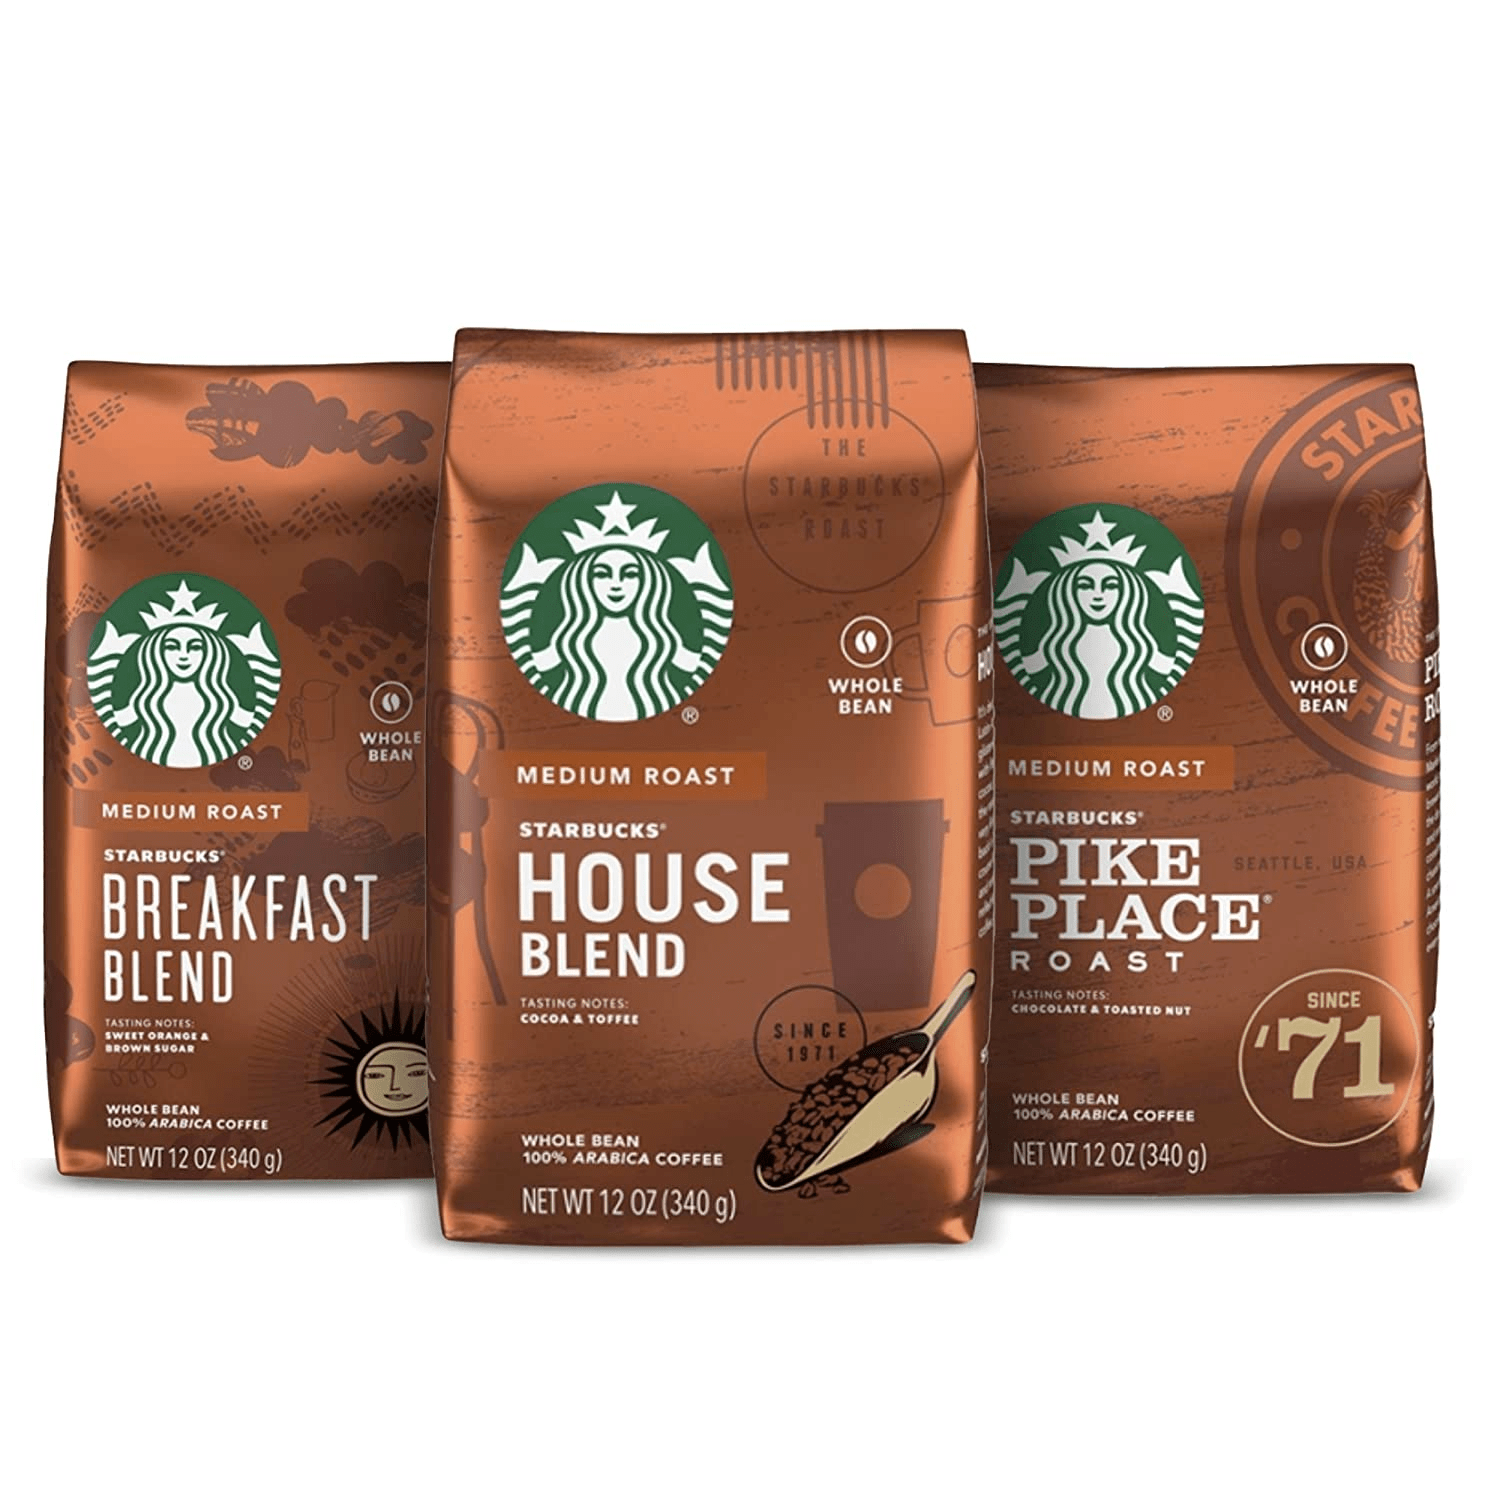 WHOLE
BEAN
MEDIUM ROAST
STARBUCKS®
BREAKFAST
BLEND
TASTING NOTES:
SWEET ORANGE &
BROWN SUGAR
WHOLE BEAN
100% ARABICA COFFEE
NET WT 12 OZ (340 g)
THE
STARBUCKS®
ROAST
WHOLE
BEAN
MEDIUM ROAST
STARBUCKS®
HOUSE
BLEND
TASTING NOTES:
COCOA & TOFFEE
SINCE
1971
WHOLE BEAN
100% ARABICA COFFEE
NET WT 12 OZ (340 g)
STAR
COFFEE
WHOLE
BEAN
MEDIUM ROAST
STARBUCKS®
PIKE
PLACE®
ROAST
SEATTLE, USA
TASTING NOTES:
CHOCOLATE & TOASTED NUT
SINCE
'71
WHOLE BEAN
100% ARABICA COFFEE
NET WT 12 OZ (340 g)